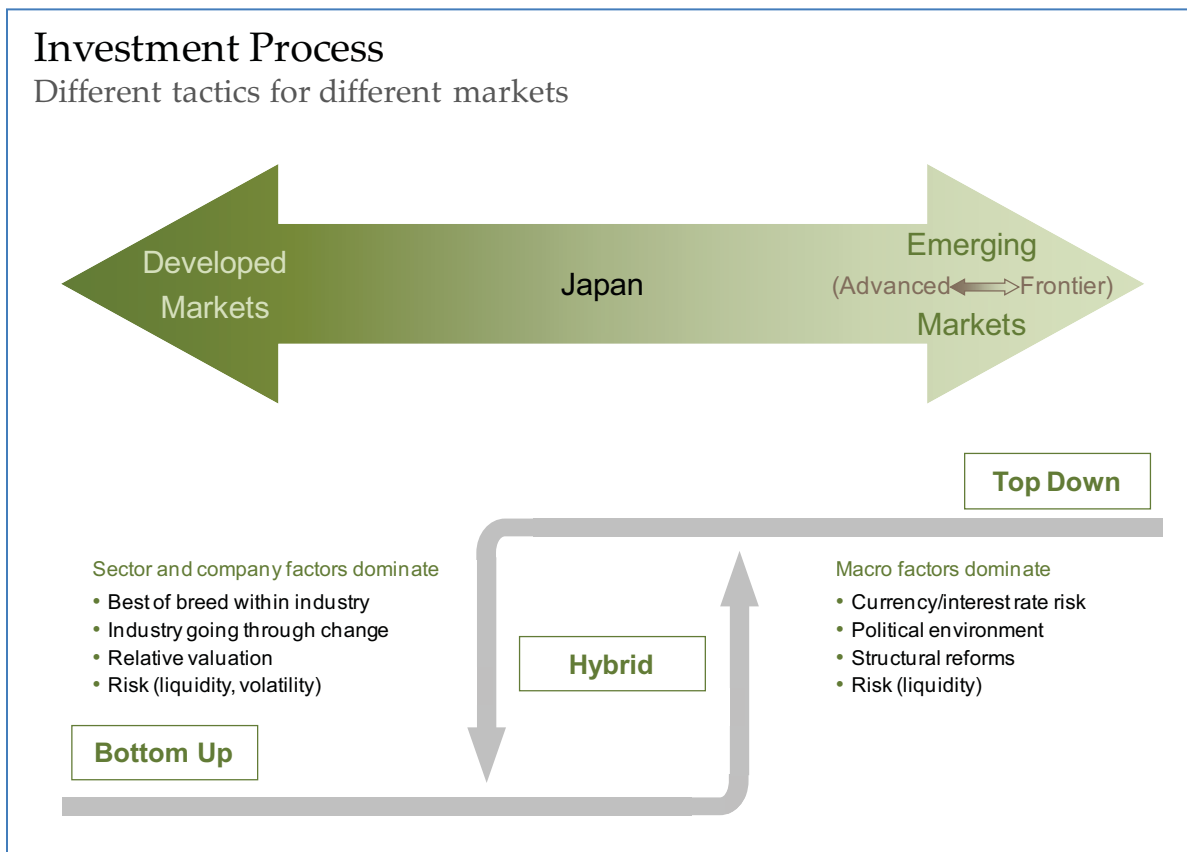 Investment Process
Different tactics for different markets
Developed
Markets
Japan
Emerging
(Advanced Frontier)
Markets
Top Down
Sector and company factors dominate
• Best of breed within industry
• Industry going through change
• Relative valuation
• Risk (liquidity, volatility)
Hybrid
Macro factors dominate
• Currency/interest rate risk
• Political environment
• Structural reforms
• Risk (liquidity)
Bottom Up